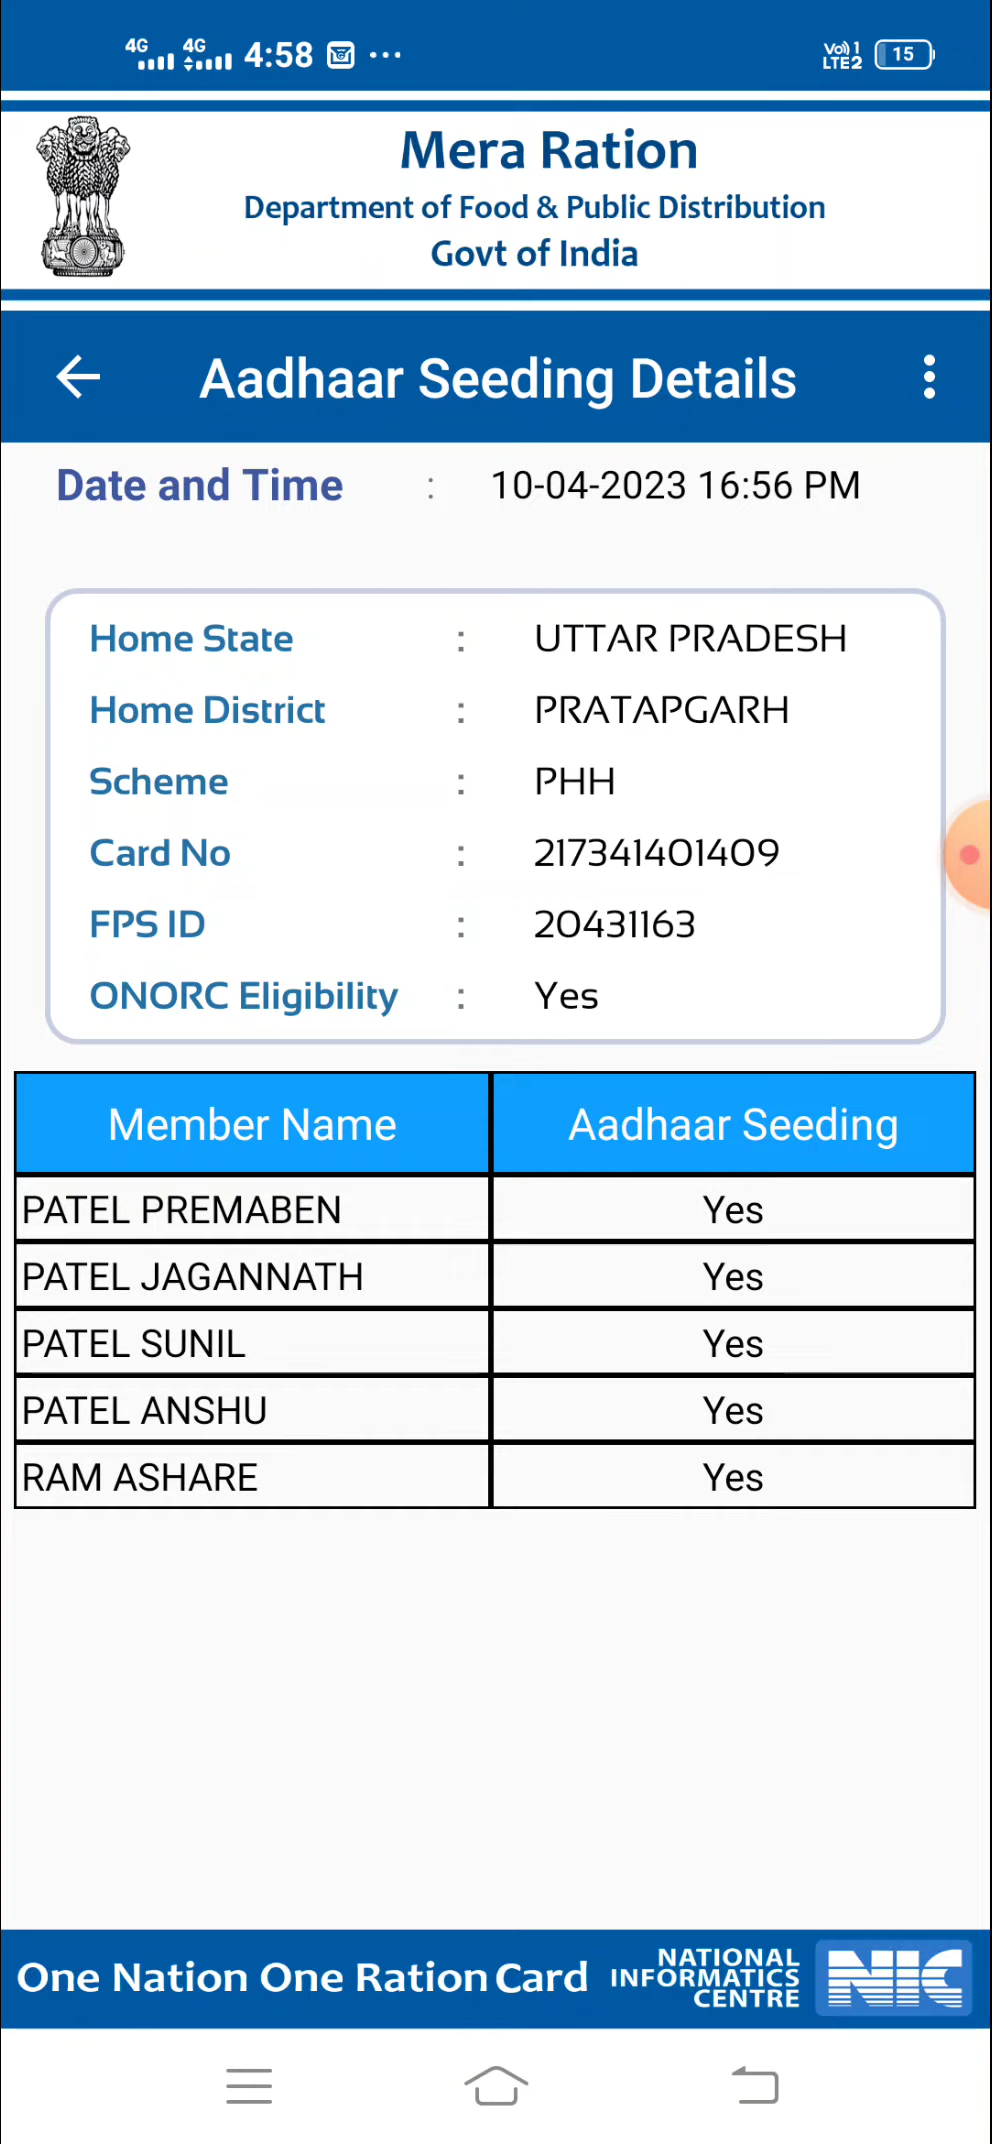 4G 4G 4:58 ...
Vo)) 1 LTE2 15
Mera Ration
Department of Food & Public Distribution
Govt of India
Aadhaar Seeding Details
Date and Time : 10-04-2023 16:56 PM
Home State : UTTAR PRADESH
Home District : PRATAPGARH
Scheme : PHH
Card No : 217341401409
FPS ID : 20431163
ONORC Eligibility : Yes
Member Name Aadhaar Seeding
PATEL PREMABEN Yes
PATEL JAGANNATH Yes
PATEL SUNIL Yes
PATEL ANSHU Yes
RAM ASHARE Yes
One Nation One Ration Card
NATIONAL
INFORMATICS
CENTRE
NIC